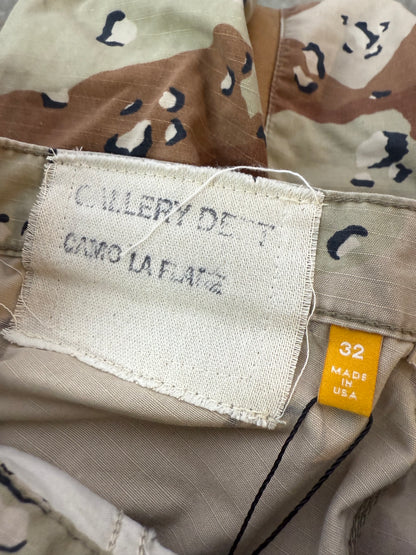 GALLERY DEPT
CAMO LA FLARE
32
MADE
IN
USA